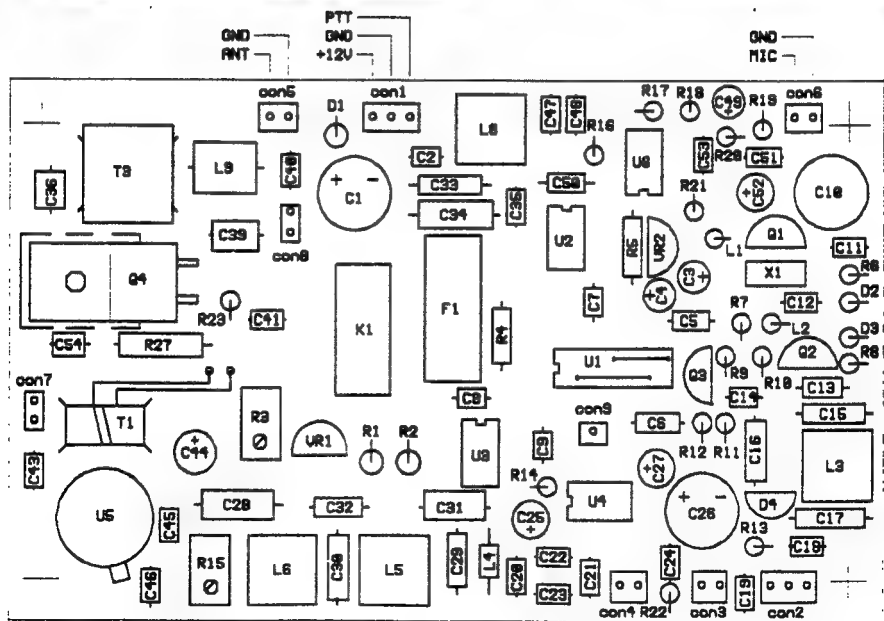 PTT
GND GND GND
ANT +12V MIC
con5 con1 R17 R18 C49 R19 con6
D1 L8 C47 C48 R16 U6 C53 R20 C51
T3 L9 C40 C2 C50
C36 C1 C33 C35 R21 C52 C10
C39 con8 C34 U2 R5 VR2 L1 Q1 C11
Q4 K1 F1 C3 X1 R6
R23 C41 C7 C4 C12 D2
C5 R7 L2 D3
C54 R27 R4 U1 Q3 R9 R10 Q2 R8
con7 C8 C14 C13
T1 R3 VR1 R1 R2 con9 C6 C15
C43 C44 U3 C9 R12 R11 C16 L3
R14 C27
U5 C45 C28 C32 C31 C25 U4 C26 D4 C17
R15 L6 C30 L5 C29 L4 C22 C24 R13 C18
C46 C20 C23 C21 con4 R22 con3 C19 con2